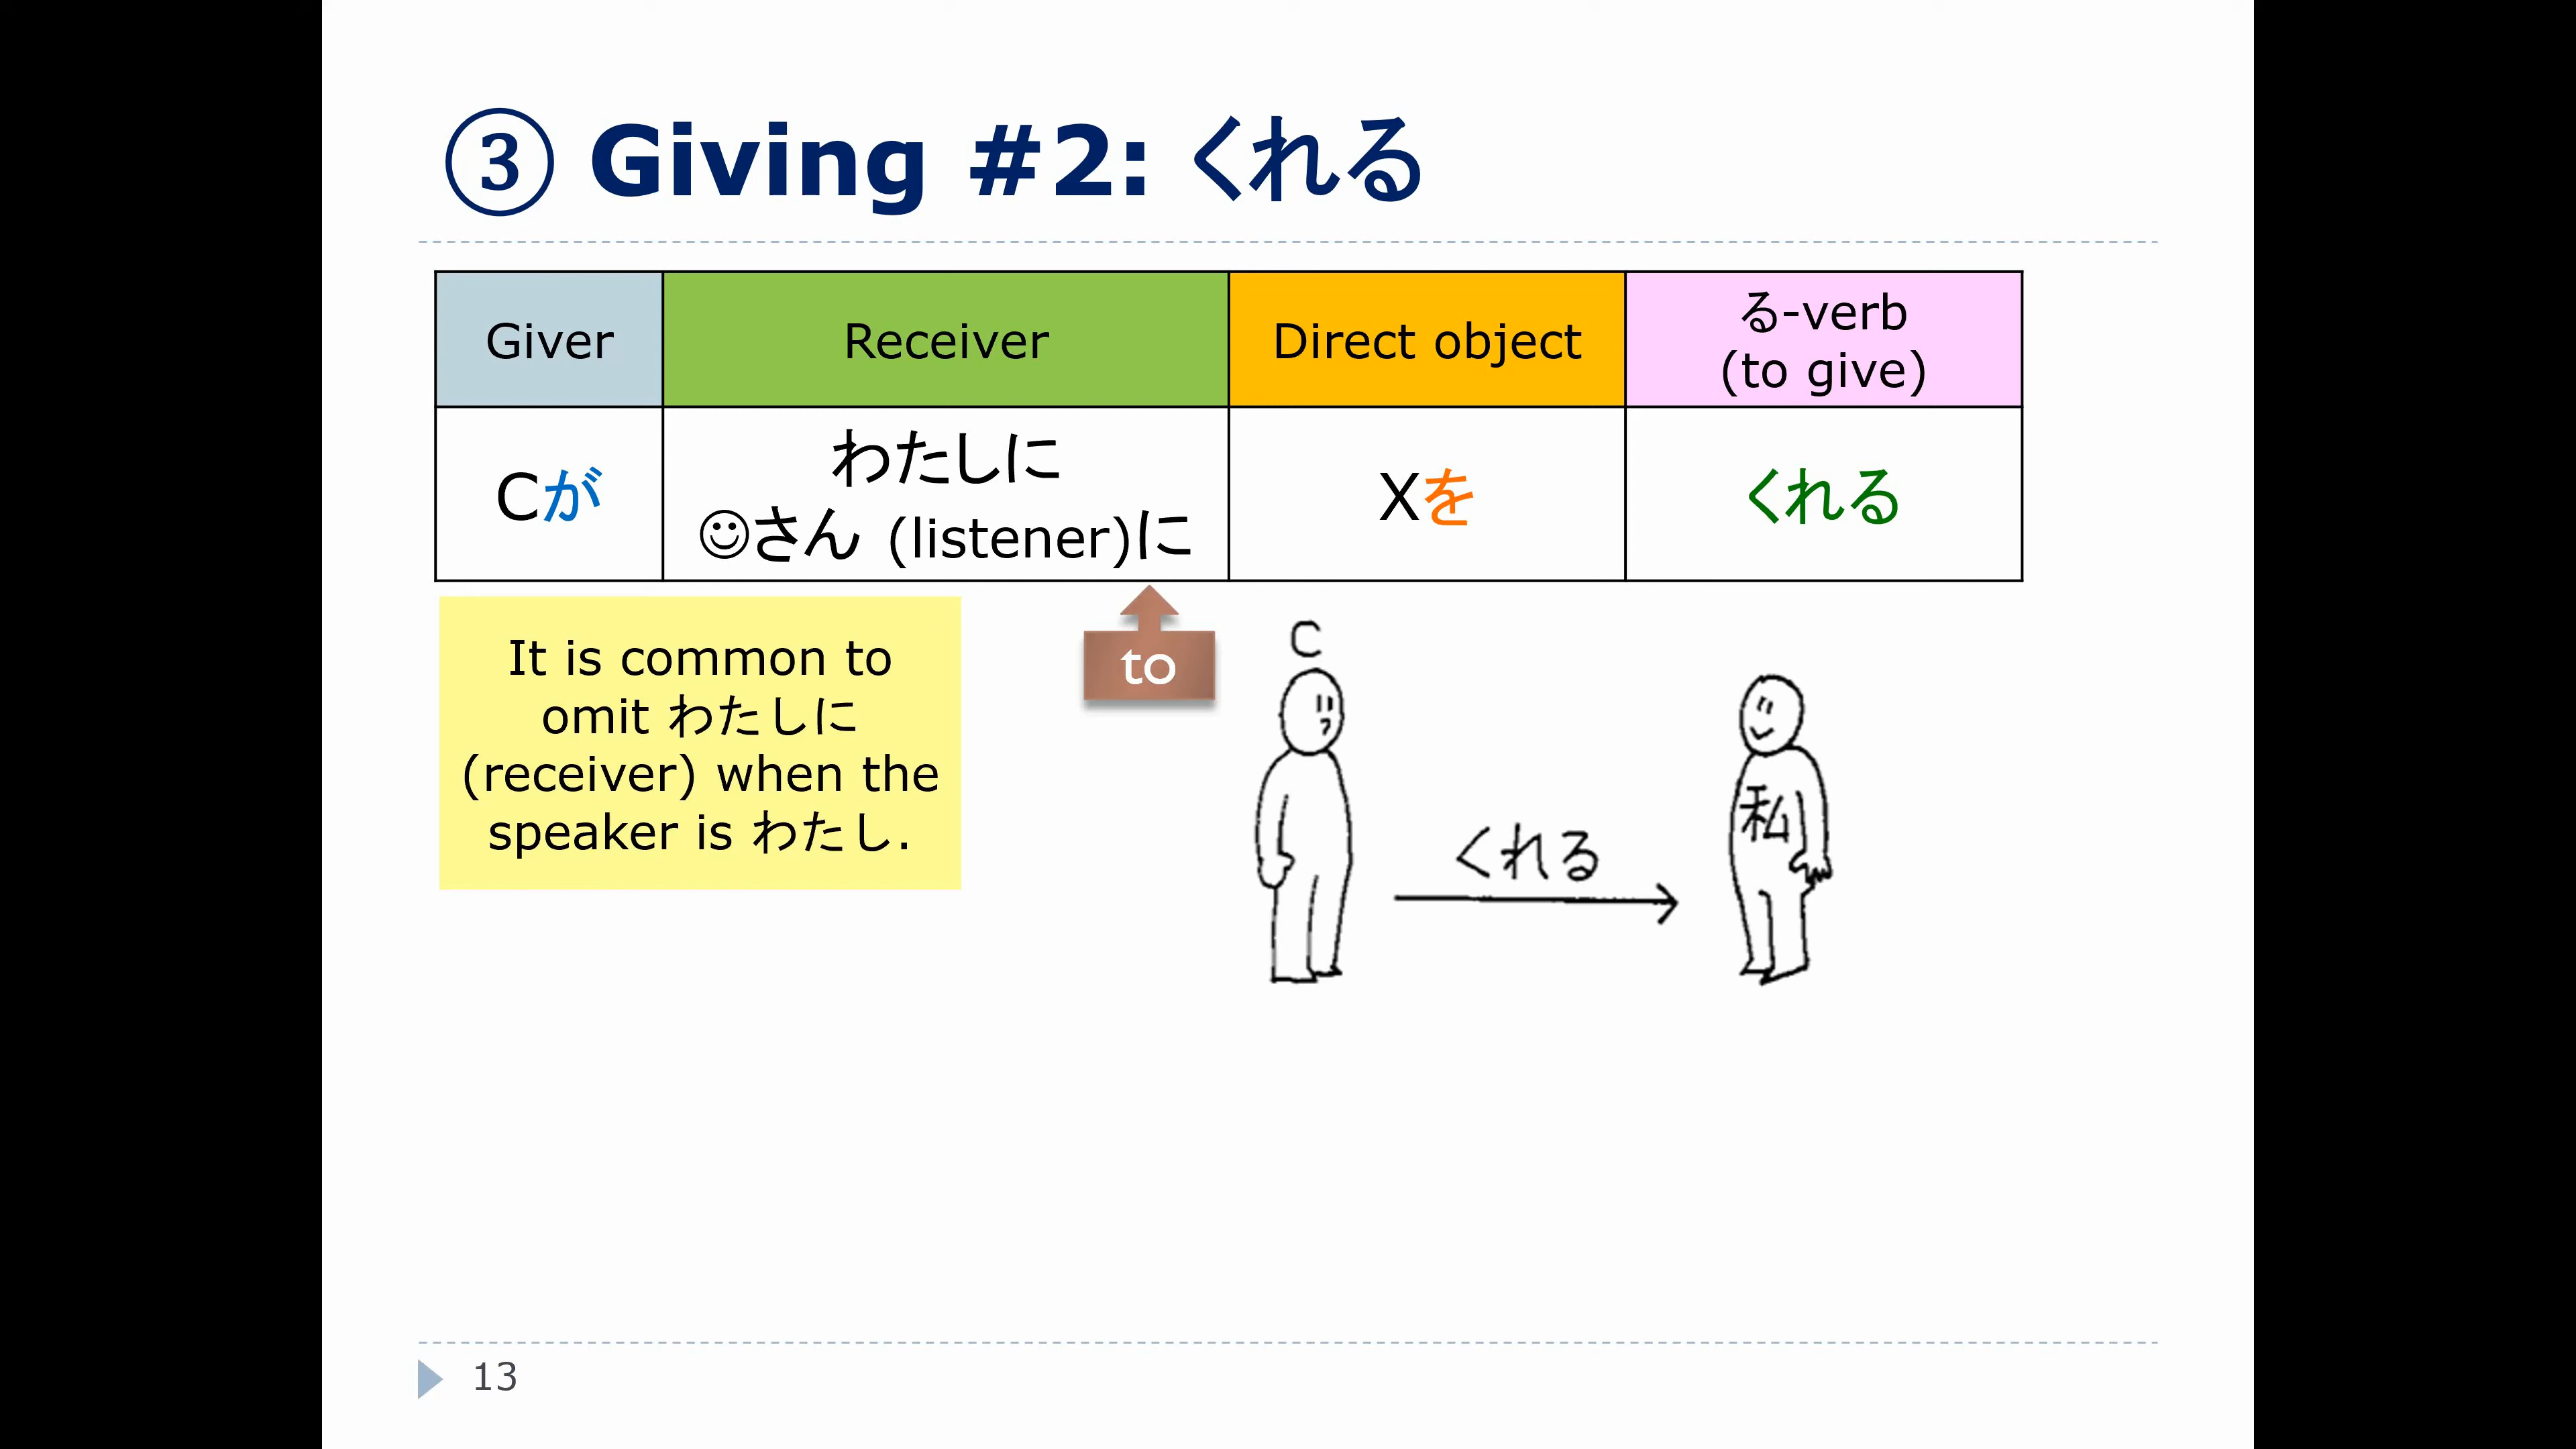 ③ Giving #2: くれる
Giver
Receiver
Direct object
る-verb
(to give)
Cが
わたしに
☺さん (listener)に
Xを
くれる
to
It is common to
omit わたしに
(receiver) when the
speaker is わたし.
C
くれる
私
13